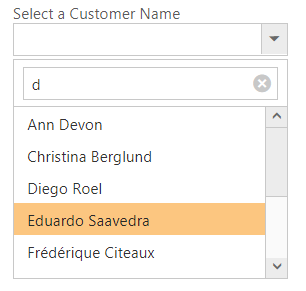 Select a Customer Name
d
Ann Devon
Christina Berglund
Diego Roel
Eduardo Saavedra
Frédérique Citeaux